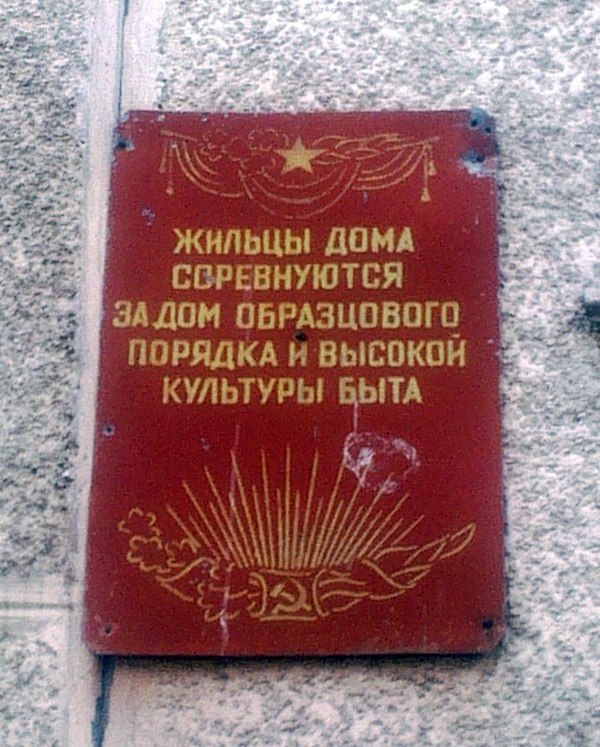 ЖИЛЬЦЫ ДОМА
СОРЕВНУЮТСЯ
ЗА ДОМ ОБРАЗЦОВОГО
ПОРЯДКА И ВЫСОКОЙ
КУЛЬТУРЫ БЫТА